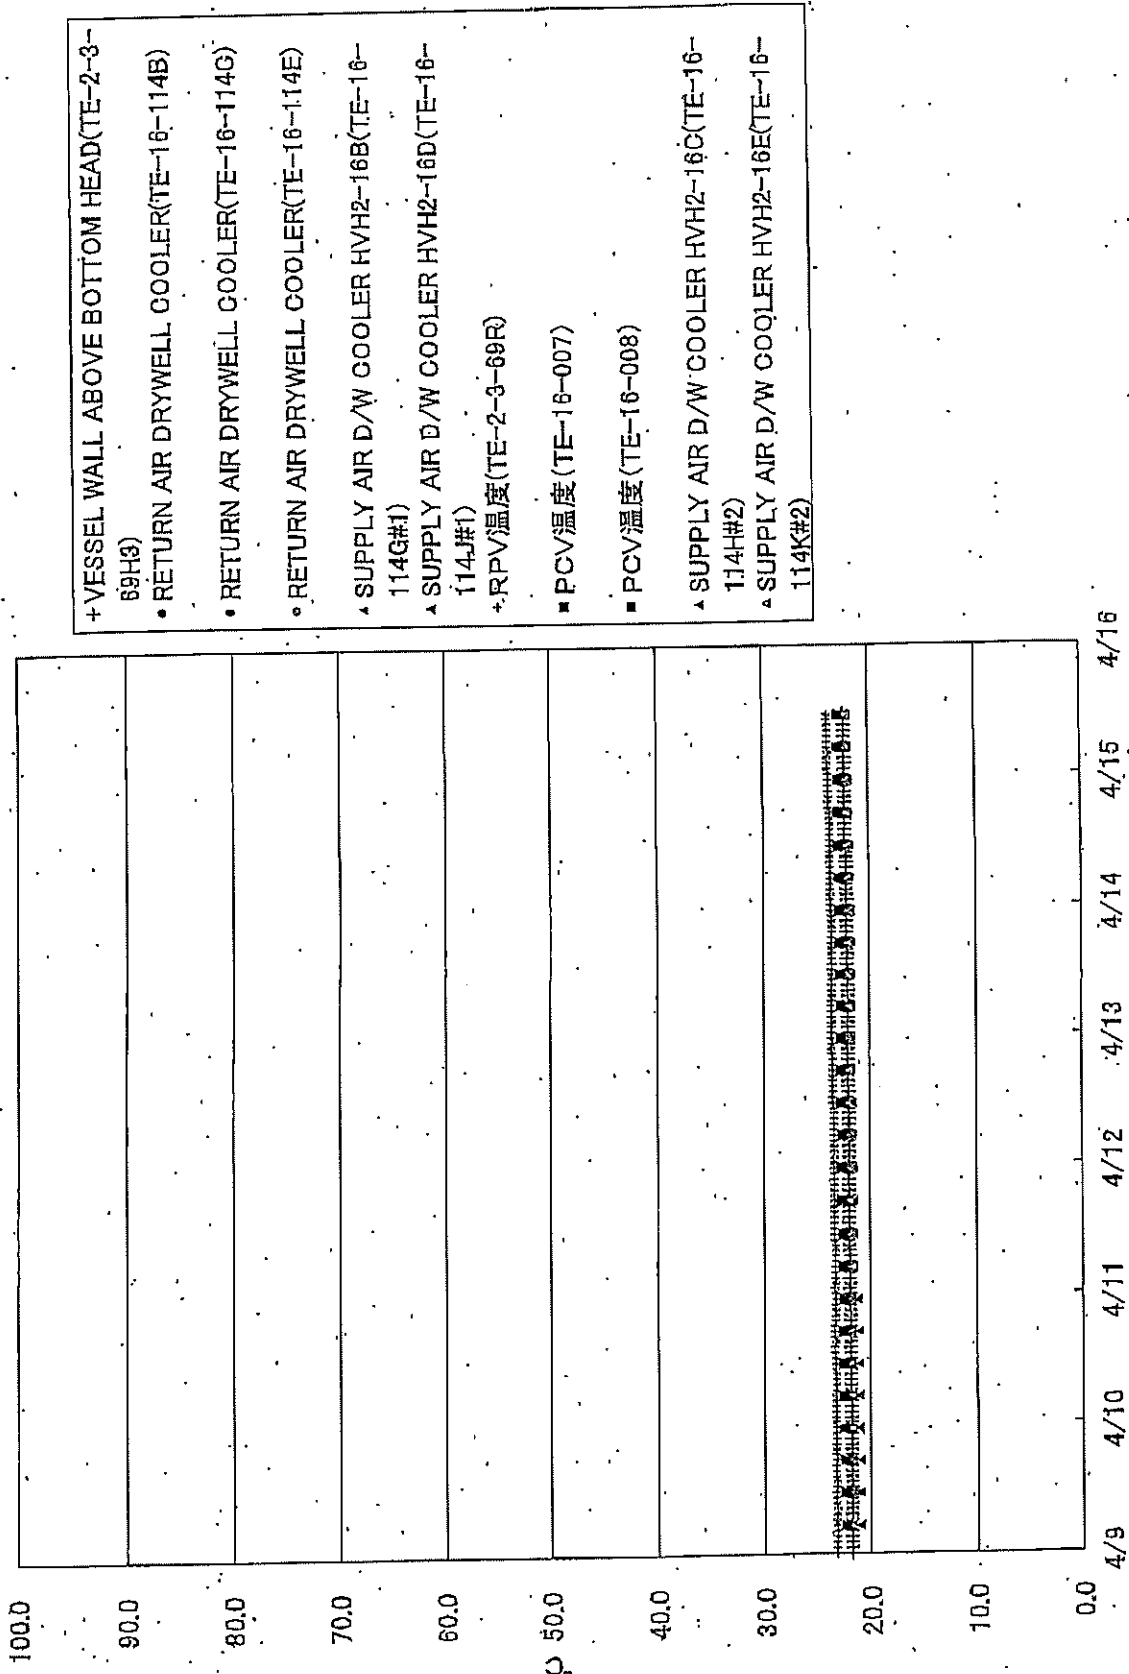 100.0
90.0
80.0
70.0
60.0
50.0
40.0
30.0
20.0
10.0
0.0
℃
4/9
4/10
4/11
4/12
4/13
4/14
4/15
4/16
+VESSEL WALL ABOVE BOTTOM HEAD(TE-2-3-
69H3)
• RETURN AIR DRYWELL COOLER(TE-16-114B)
• RETURN AIR DRYWELL COOLER(TE-16-114G)
○ RETURN AIR DRYWELL COOLER(TE-16-114E)
▲ SUPPLY AIR D/W COOLER HVH2-16B(TE-16-
114G#1)
▲ SUPPLY AIR D/W COOLER HVH2-16D(TE-16-
114J#1)
+RPV温度(TE-2-3-69R)
■ PCV温度(TE-16-007)
■ PCV温度(TE-16-008)
▲ SUPPLY AIR D/W COOLER HVH2-16C(TE-16-
114H#2)
△ SUPPLY AIR D/W COOLER HVH2-16E(TE-16-
114K#2)